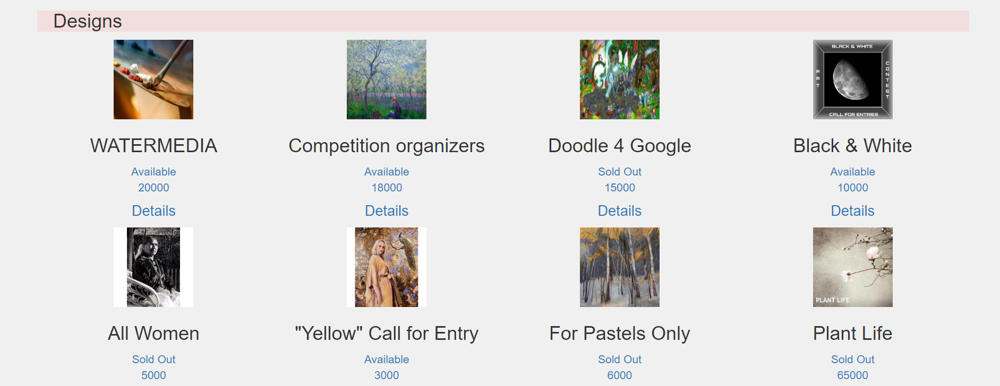 Designs
BLACK & WHITE
ART
CONTEST
CALL FOR ENTRIES
WATERMEDIA
Available
20000
Details
Competition organizers
Available
18000
Details
Doodle 4 Google
Sold Out
15000
Details
Black & White
Available
10000
Details
PLANT LIFE
All Women
Sold Out
5000
"Yellow" Call for Entry
Available
3000
For Pastels Only
Sold Out
6000
Plant Life
Sold Out
65000